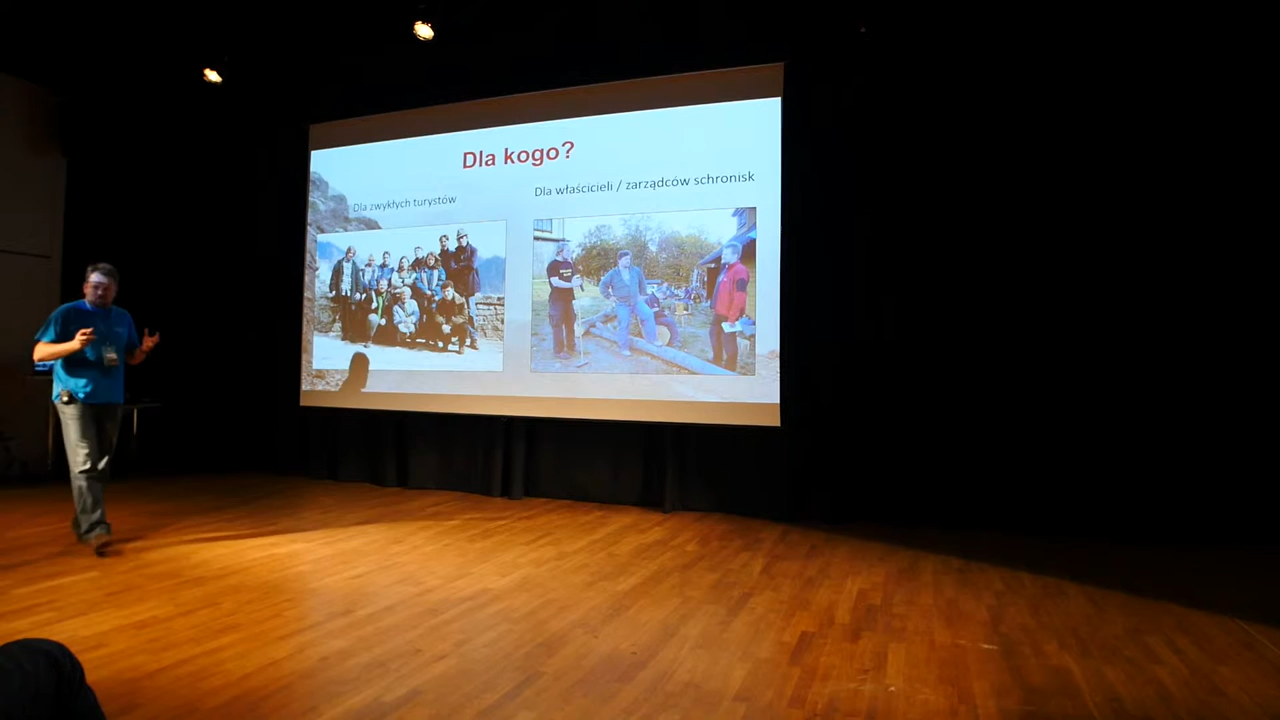 Dla kogo?
Dla zwykłych turystów
Dla właścicieli / zarządców schronisk